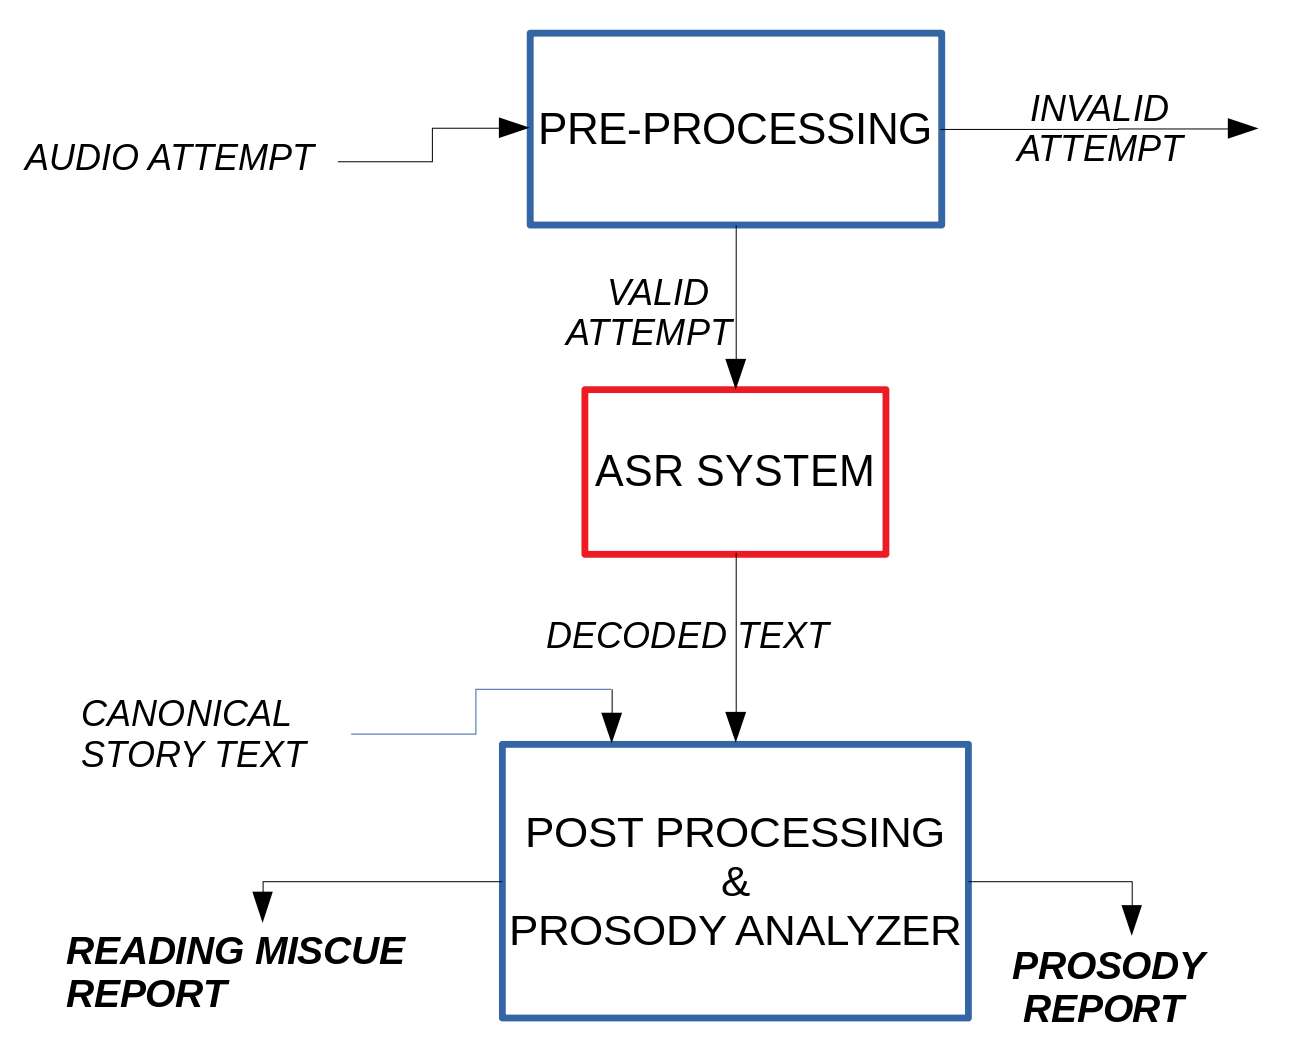 PRE-PROCESSING
INVALID
ATTEMPT
AUDIO ATTEMPT
VALID
ATTEMPT
ASR SYSTEM
DECODED TEXT
CANONICAL
STORY TEXT
POST PROCESSING
&
PROSODY ANALYZER
READING MISCUE
REPORT
PROSODY
REPORT